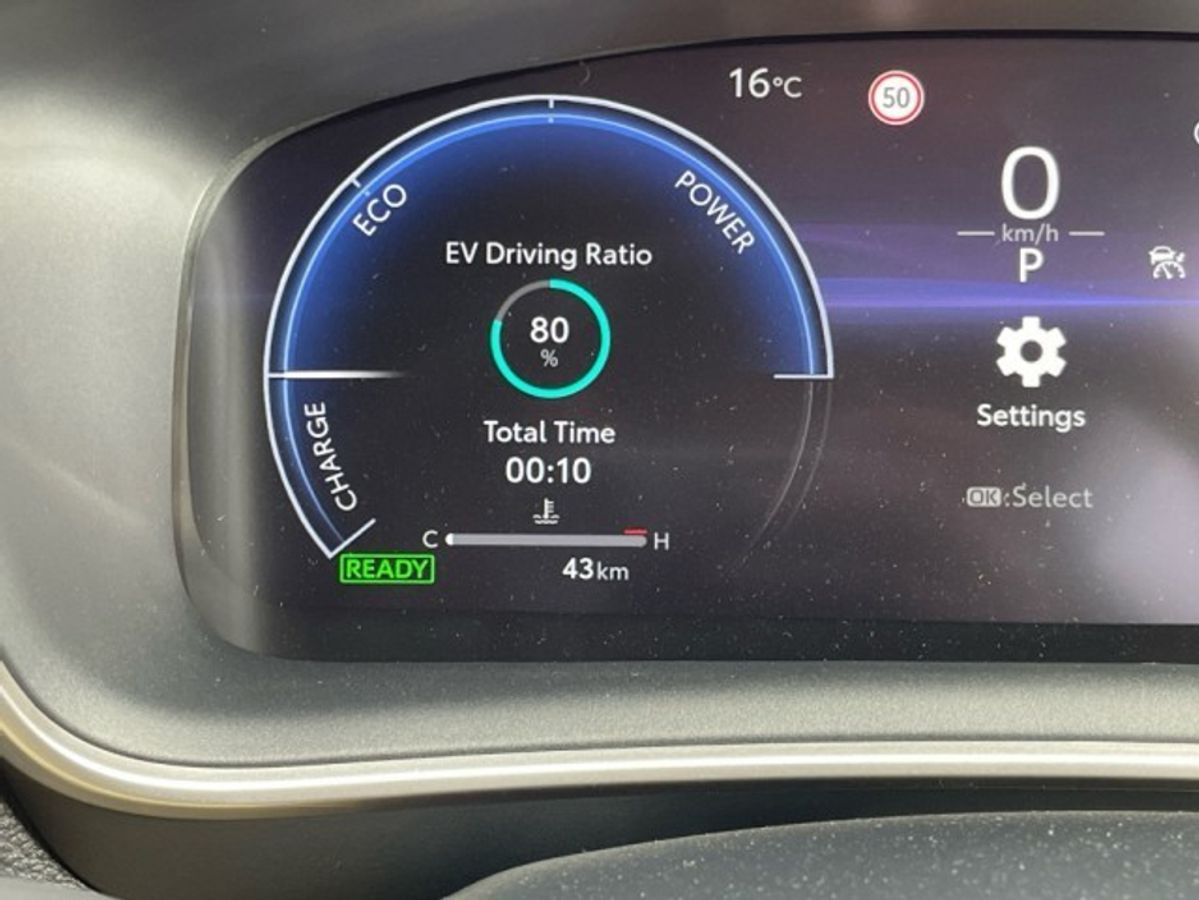 16°C
50
0
km/h
P
ECO
POWER
EV Driving Ratio
80
%
Settings
CHARGE
Total Time
00:10
OK:Select
C
H
READY
43km